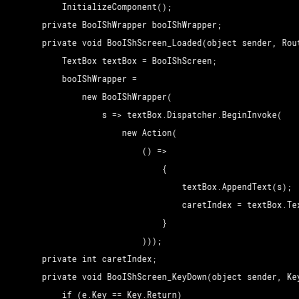 InitializeComponent();
private BooIShWrapper booIShWrapper;
private void BooIShScreen_Loaded(object sender, Rout
TextBox textBox = BooIShScreen;
booIShWrapper =
new BooIShWrapper(
s => textBox.Dispatcher.BeginInvoke(
new Action(
() =>
{
textBox.AppendText(s);
caretIndex = textBox.Tex
}
)));
private int caretIndex;
private void BooIShScreen_KeyDown(object sender, Key
if (e.Key == Key.Return)